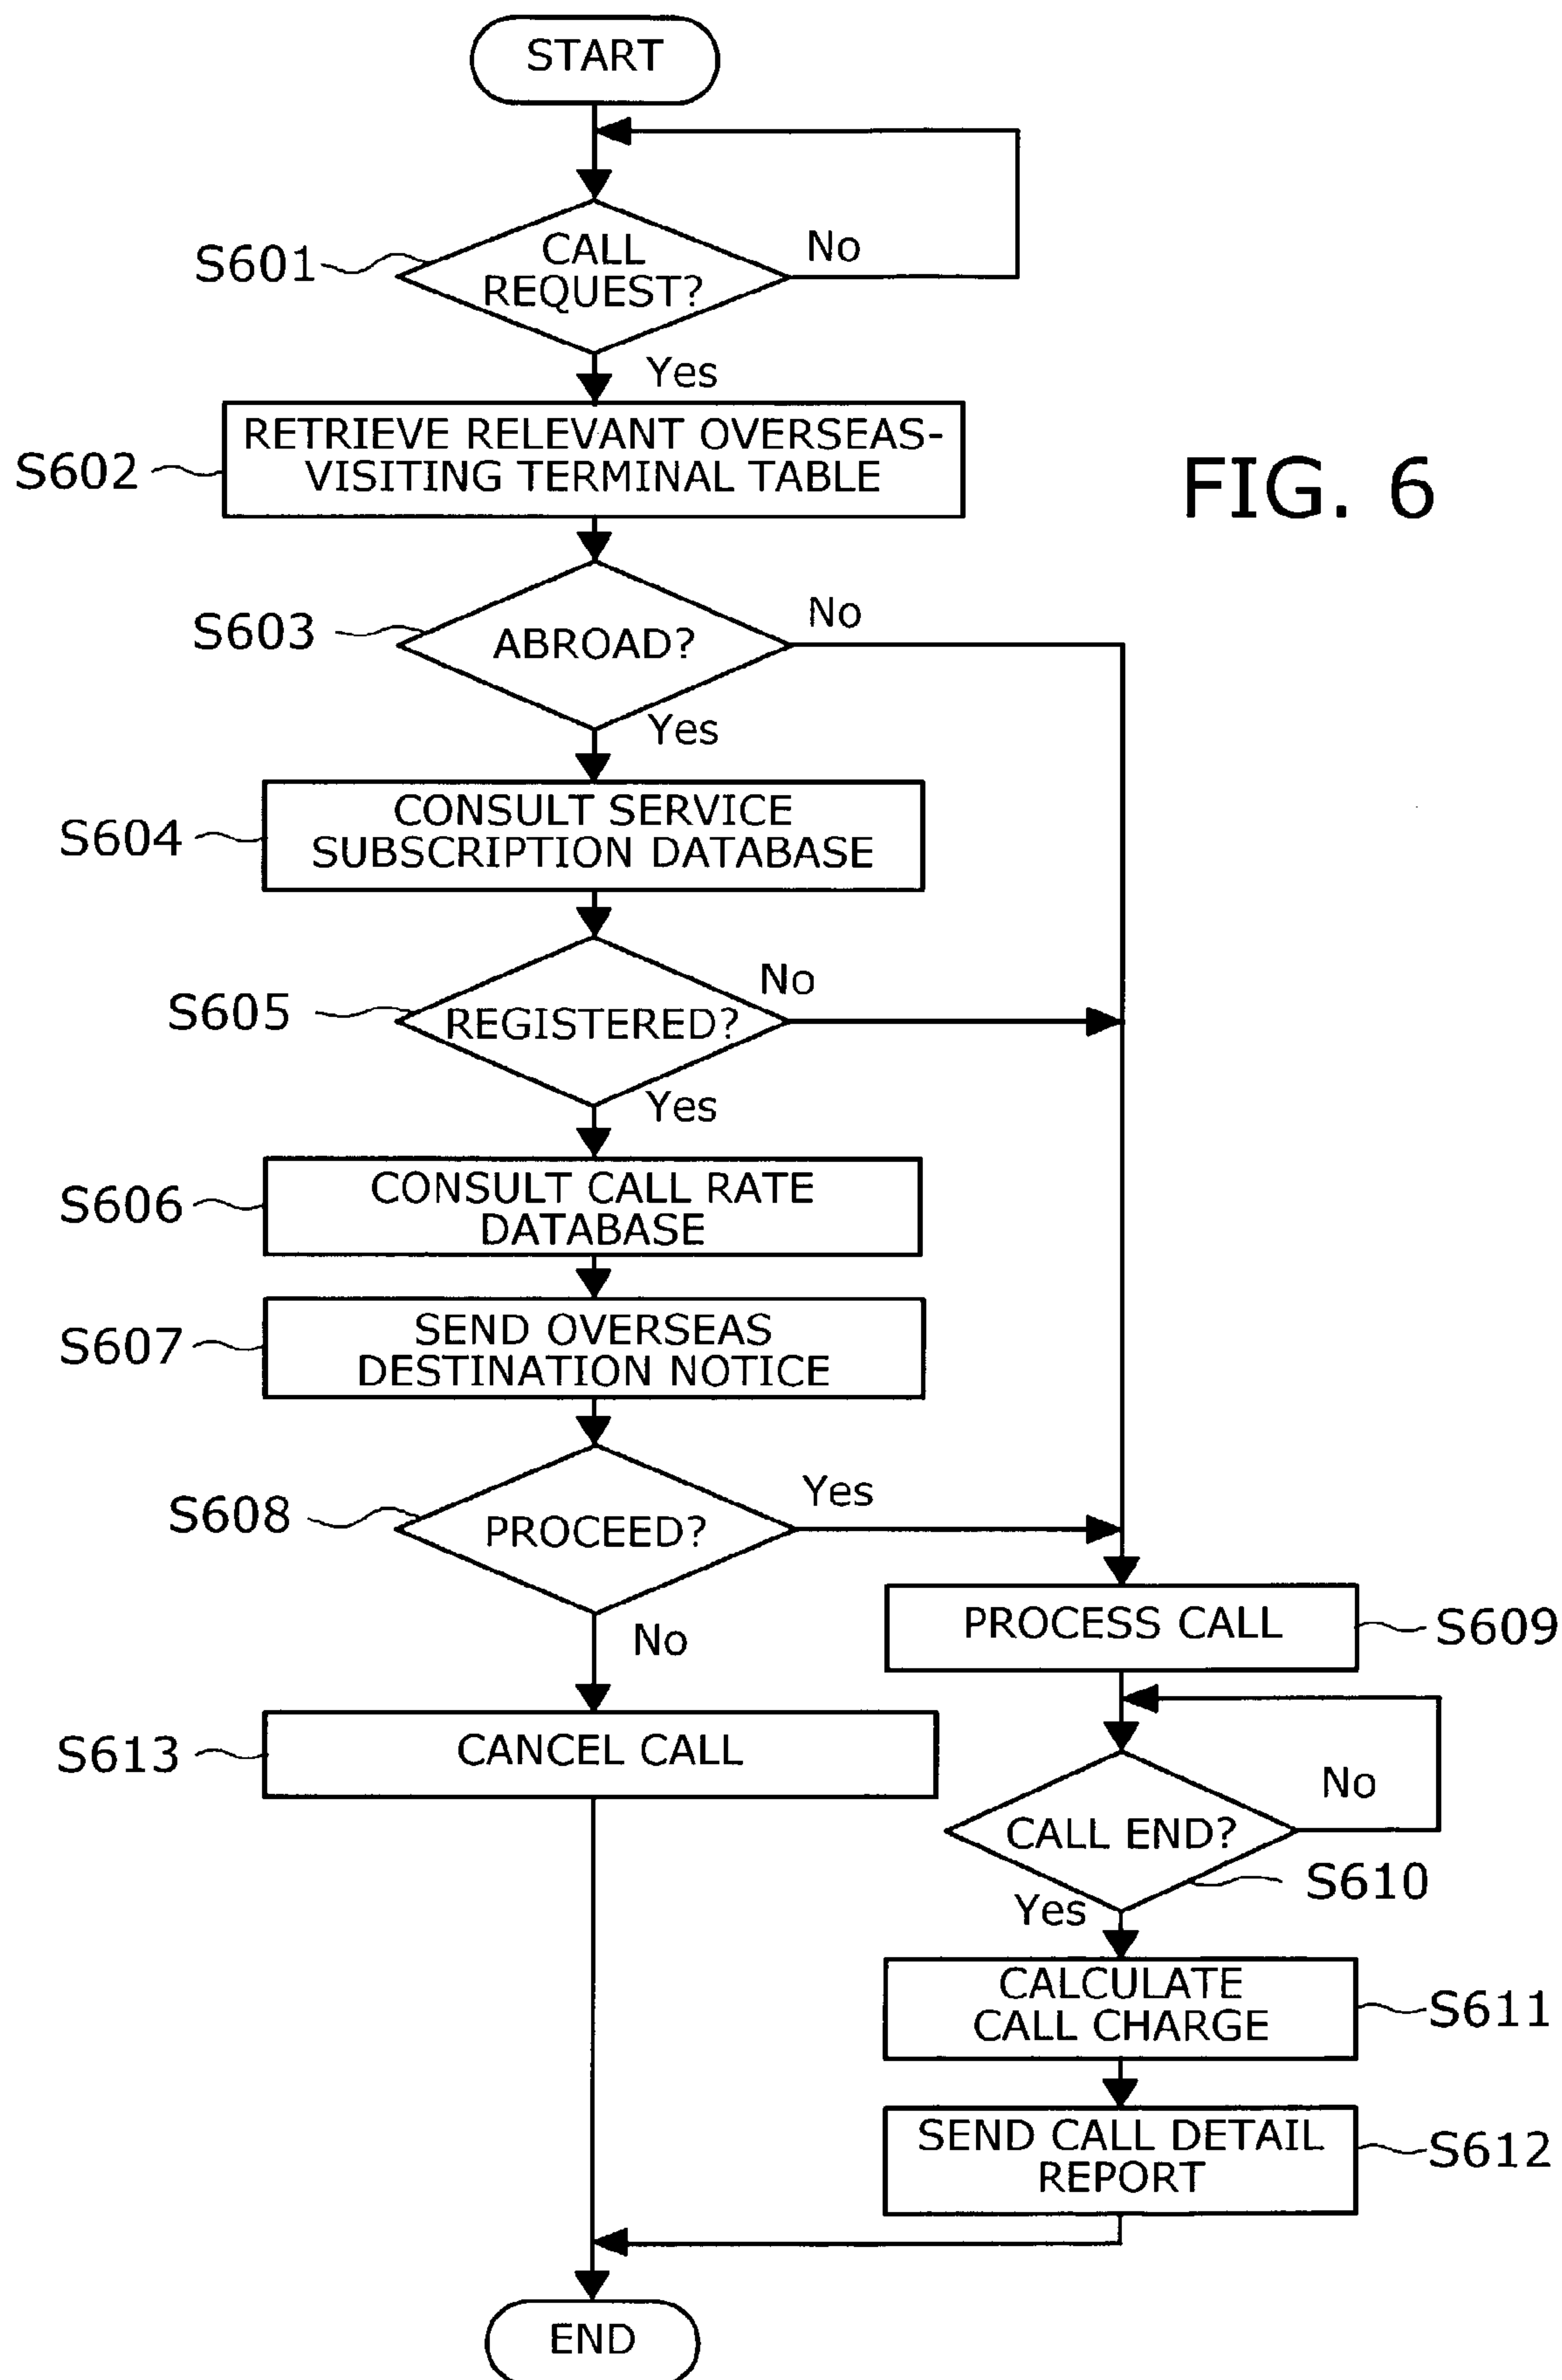 START
S601
CALL
REQUEST?
No
Yes
S602
RETRIEVE RELEVANT OVERSEAS-
VISITING TERMINAL TABLE
FIG. 6
S603
ABROAD?
No
Yes
S604
CONSULT SERVICE
SUBSCRIPTION DATABASE
S605
REGISTERED?
No
Yes
S606
CONSULT CALL RATE
DATABASE
S607
SEND OVERSEAS
DESTINATION NOTICE
S608
PROCEED?
Yes
No
PROCESS CALL
S609
S613
CANCEL CALL
CALL END?
No
S610
Yes
CALCULATE
CALL CHARGE
S611
SEND CALL DETAIL
REPORT
S612
END